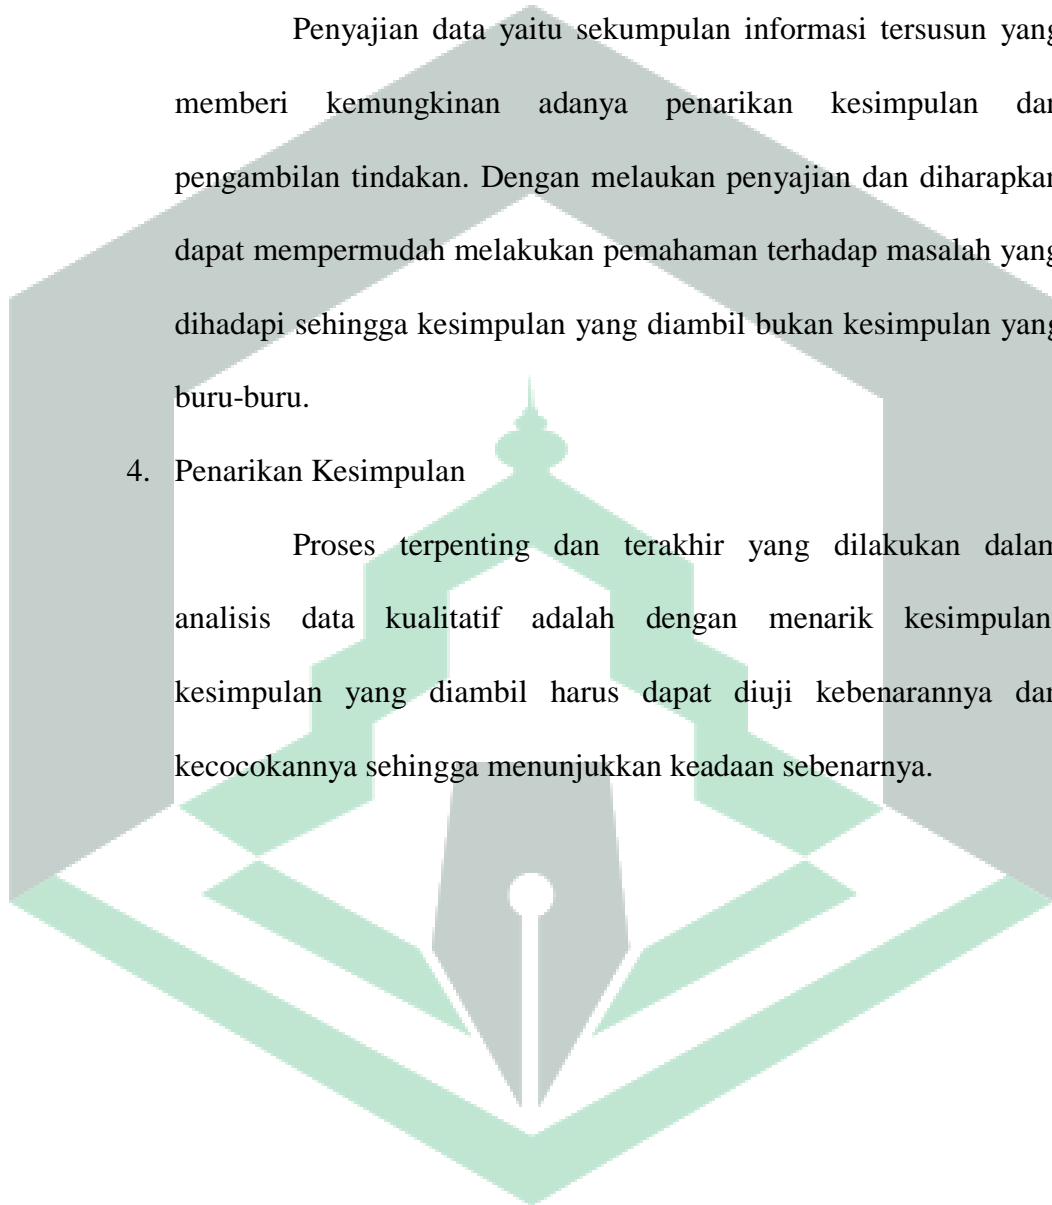 Penyajian data yaitu sekumpulan informasi tersusun yang
memberi kemungkinan adanya penarikan kesimpulan dan
pengambilan tindakan. Dengan melaukan penyajian dan diharapkan
dapat mempermudah melakukan pemahaman terhadap masalah yang
dihadapi sehingga kesimpulan yang diambil bukan kesimpulan yang
buru-buru.
4. Penarikan Kesimpulan
Proses terpenting dan terakhir yang dilakukan dalam
analisis data kualitatif adalah dengan menarik kesimpulan,
kesimpulan yang diambil harus dapat diuji kebenarannya dan
kecocokannya sehingga menunjukkan keadaan sebenarnya.